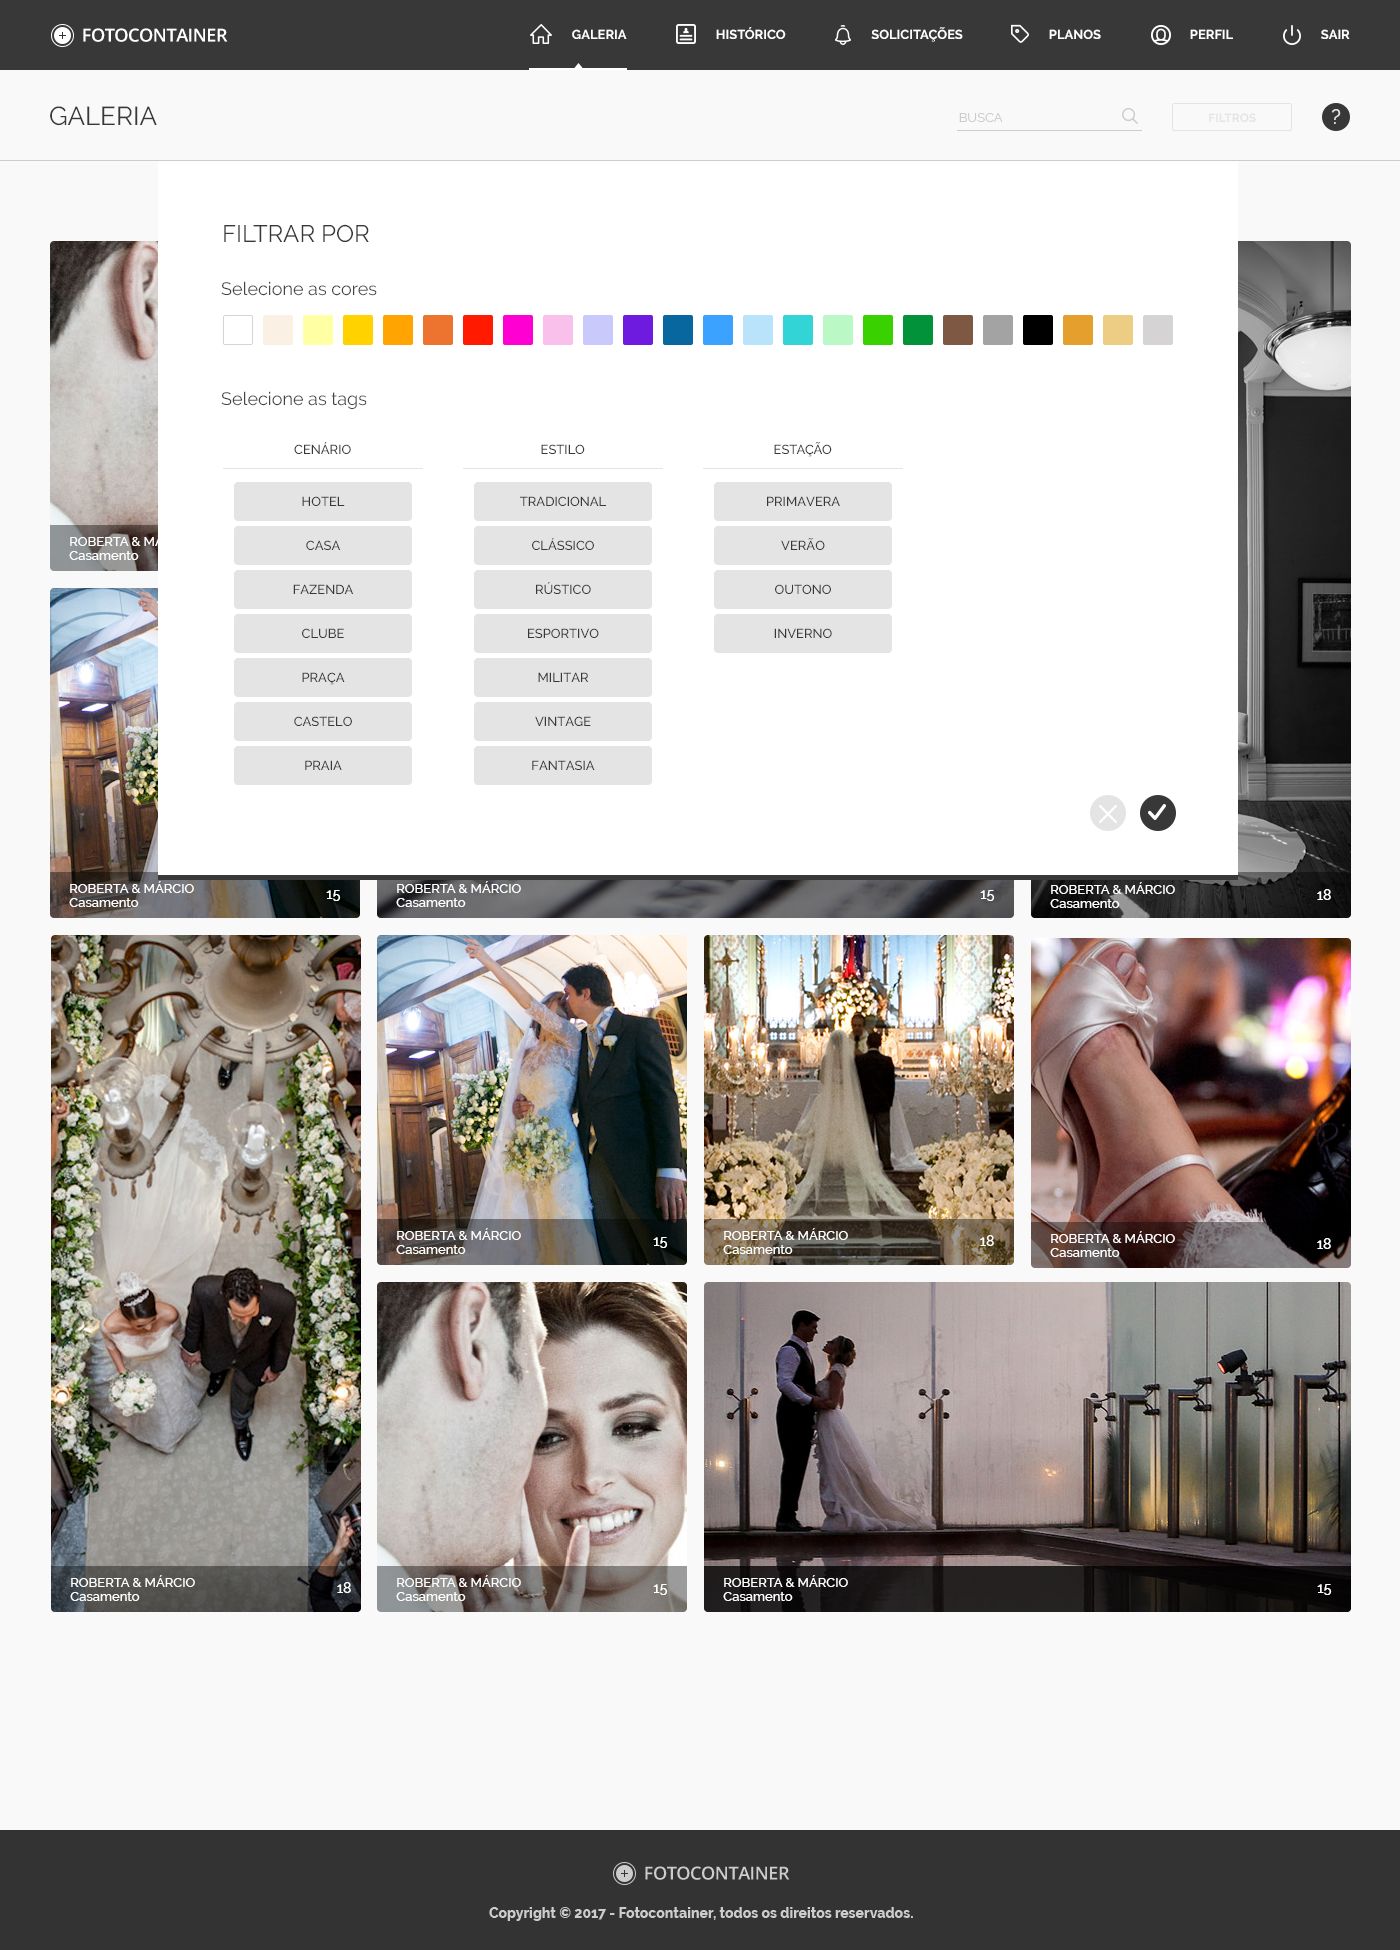 FOTOCONTAINER
GALERIA
HISTÓRICO
SOLICITAÇÕES
PLANOS
PERFIL
SAIR
GALERIA
BUSCA
FILTROS
?
FILTRAR POR
Selecione as cores
Selecione as tags
CENÁRIO
HOTEL
CASA
FAZENDA
CLUBE
PRAÇA
CASTELO
PRAIA
ESTILO
TRADICIONAL
CLÁSSICO
RÚSTICO
ESPORTIVO
MILITAR
VINTAGE
FANTASIA
ESTAÇÃO
PRIMAVERA
VERÃO
OUTONO
INVERNO
ROBERTA & MÁ
Casamento
ROBERTA & MÁRCIO
Casamento
15
ROBERTA & MÁRCIO
Casamento
15
ROBERTA & MÁRCIO
Casamento
18
ROBERTA & MÁRCIO
Casamento
15
ROBERTA & MÁRCIO
Casamento
18
ROBERTA & MÁRCIO
Casamento
18
ROBERTA & MÁRCIO
Casamento
18
ROBERTA & MÁRCIO
Casamento
15
ROBERTA & MÁRCIO
Casamento
15
FOTOCONTAINER
Copyright © 2017 - Fotocontainer, todos os direitos reservados.